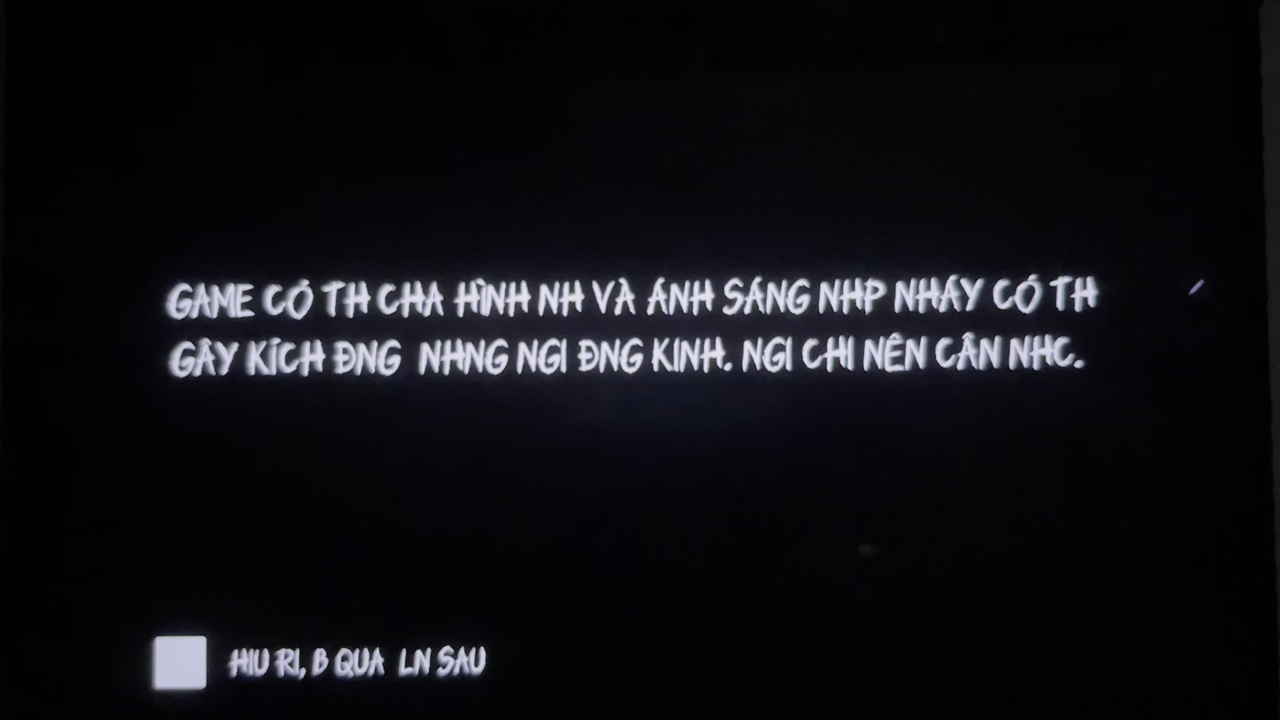 GAME CÓ TH CHA HÌNH NH VÀ ÁNH SÁNG NHP NHÁY CÓ TH
GÂY KÍCH ĐNG NHNG NGI ĐNG KINH. NGI CHI NÊN CÂN NHC.
HIU RI, B QUA LN SAU